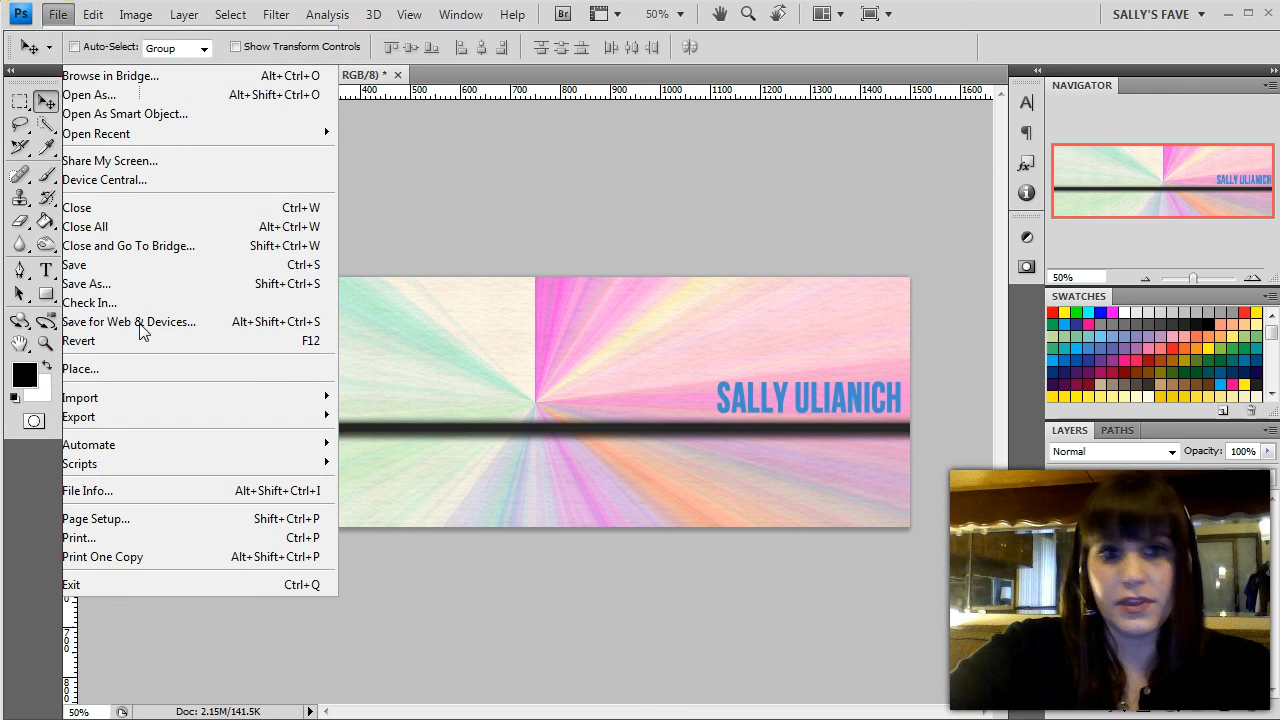 Ps File Edit Image Layer Select Filter Analysis 3D View Window Help Br 50% SALLY'S FAVE
Auto-Select: Group Show Transform Controls
RGB/8) *
400 500 600 700 800 900 1000 1100 1200 1300 1400 1500 1600
Browse in Bridge... Alt+Ctrl+O
Open As... Alt+Shift+Ctrl+O
Open As Smart Object...
Open Recent
Share My Screen...
Device Central...
Close Ctrl+W
Close All Alt+Ctrl+W
Close and Go To Bridge... Shift+Ctrl+W
Save Ctrl+S
Save As... Shift+Ctrl+S
Check In...
Save for Web & Devices... Alt+Shift+Ctrl+S
Revert F12
Place...
Import
Export
Automate
Scripts
File Info... Alt+Shift+Ctrl+I
Page Setup... Shift+Ctrl+P
Print... Ctrl+P
Print One Copy Alt+Shift+Ctrl+P
Exit Ctrl+Q
SALLY ULIANICH
NAVIGATOR
SALLY ULIANICH
50%
SWATCHES
LAYERS PATHS
Normal Opacity: 100%
700
800
50% Doc: 2.15M/141.5K